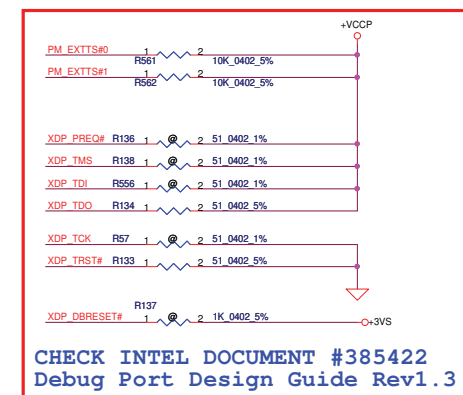 +VCCP
PM_EXTTS#0 R561 1 2 10K_0402_5%
PM_EXTTS#1 R562 1 2 10K_0402_5%
XDP_PREQ# R136 1 @ 2 51_0402_1%
XDP_TMS R138 1 @ 2 51_0402_1%
XDP_TDI R556 1 @ 2 51_0402_1%
XDP_TDO R134 1 2 51_0402_5%
XDP_TCK R57 1 @ 2 51_0402_1%
XDP_TRST# R133 1 2 51_0402_5%
XDP_DBRESET# R137 1 @ 2 1K_0402_5% +3VS
CHECK INTEL DOCUMENT #385422
Debug Port Design Guide Rev1.3